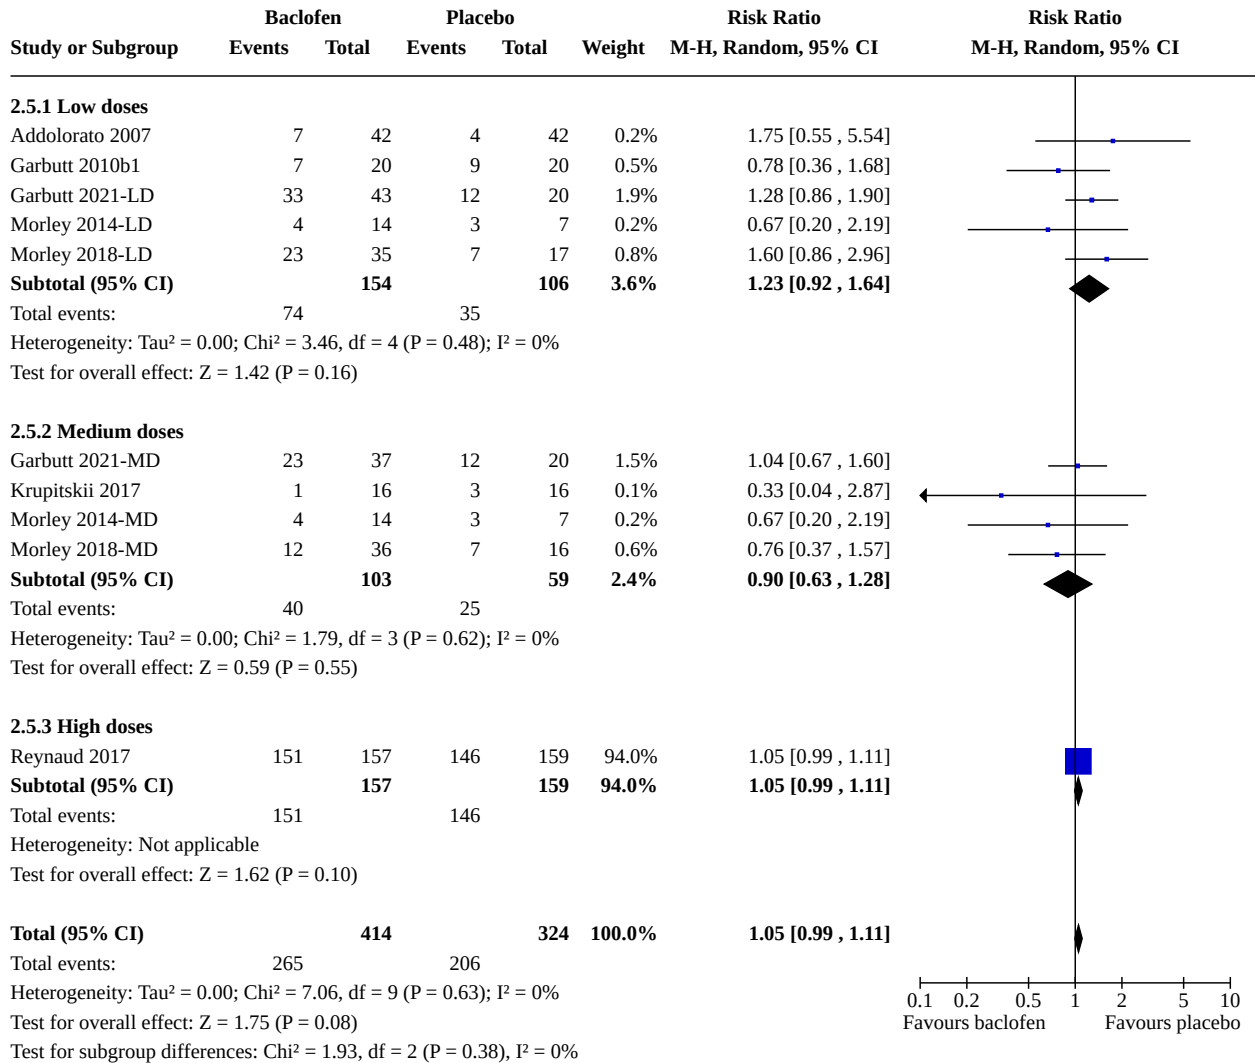 Baclofen Placebo Risk Ratio Risk Ratio
Study or Subgroup Events Total Events Total Weight M-H, Random, 95% CI M-H, Random, 95% CI
2.5.1 Low doses
Addolorato 2007 7 42 4 42 0.2% 1.75 [0.55 , 5.54]
Garbutt 2010b1 7 20 9 20 0.5% 0.78 [0.36 , 1.68]
Garbutt 2021-LD 33 43 12 20 1.9% 1.28 [0.86 , 1.90]
Morley 2014-LD 4 14 3 7 0.2% 0.67 [0.20 , 2.19]
Morley 2018-LD 23 35 7 17 0.8% 1.60 [0.86 , 2.96]
Subtotal (95% CI) 154 106 3.6% 1.23 [0.92 , 1.64]
Total events: 74 35
Heterogeneity: Tau² = 0.00; Chi² = 3.46, df = 4 (P = 0.48); I² = 0%
Test for overall effect: Z = 1.42 (P = 0.16)
2.5.2 Medium doses
Garbutt 2021-MD 23 37 12 20 1.5% 1.04 [0.67 , 1.60]
Krupitskii 2017 1 16 3 16 0.1% 0.33 [0.04 , 2.87]
Morley 2014-MD 4 14 3 7 0.2% 0.67 [0.20 , 2.19]
Morley 2018-MD 12 36 7 16 0.6% 0.76 [0.37 , 1.57]
Subtotal (95% CI) 103 59 2.4% 0.90 [0.63 , 1.28]
Total events: 40 25
Heterogeneity: Tau² = 0.00; Chi² = 1.79, df = 3 (P = 0.62); I² = 0%
Test for overall effect: Z = 0.59 (P = 0.55)
2.5.3 High doses
Reynaud 2017 151 157 146 159 94.0% 1.05 [0.99 , 1.11]
Subtotal (95% CI) 157 159 94.0% 1.05 [0.99 , 1.11]
Total events: 151 146
Heterogeneity: Not applicable
Test for overall effect: Z = 1.62 (P = 0.10)
Total (95% CI) 414 324 100.0% 1.05 [0.99 , 1.11]
Total events: 265 206
Heterogeneity: Tau² = 0.00; Chi² = 7.06, df = 9 (P = 0.63); I² = 0%
Test for overall effect: Z = 1.75 (P = 0.08)
Test for subgroup differences: Chi² = 1.93, df = 2 (P = 0.38), I² = 0%
0.1 0.2 0.5 1 2 5 10
Favours baclofen Favours placebo